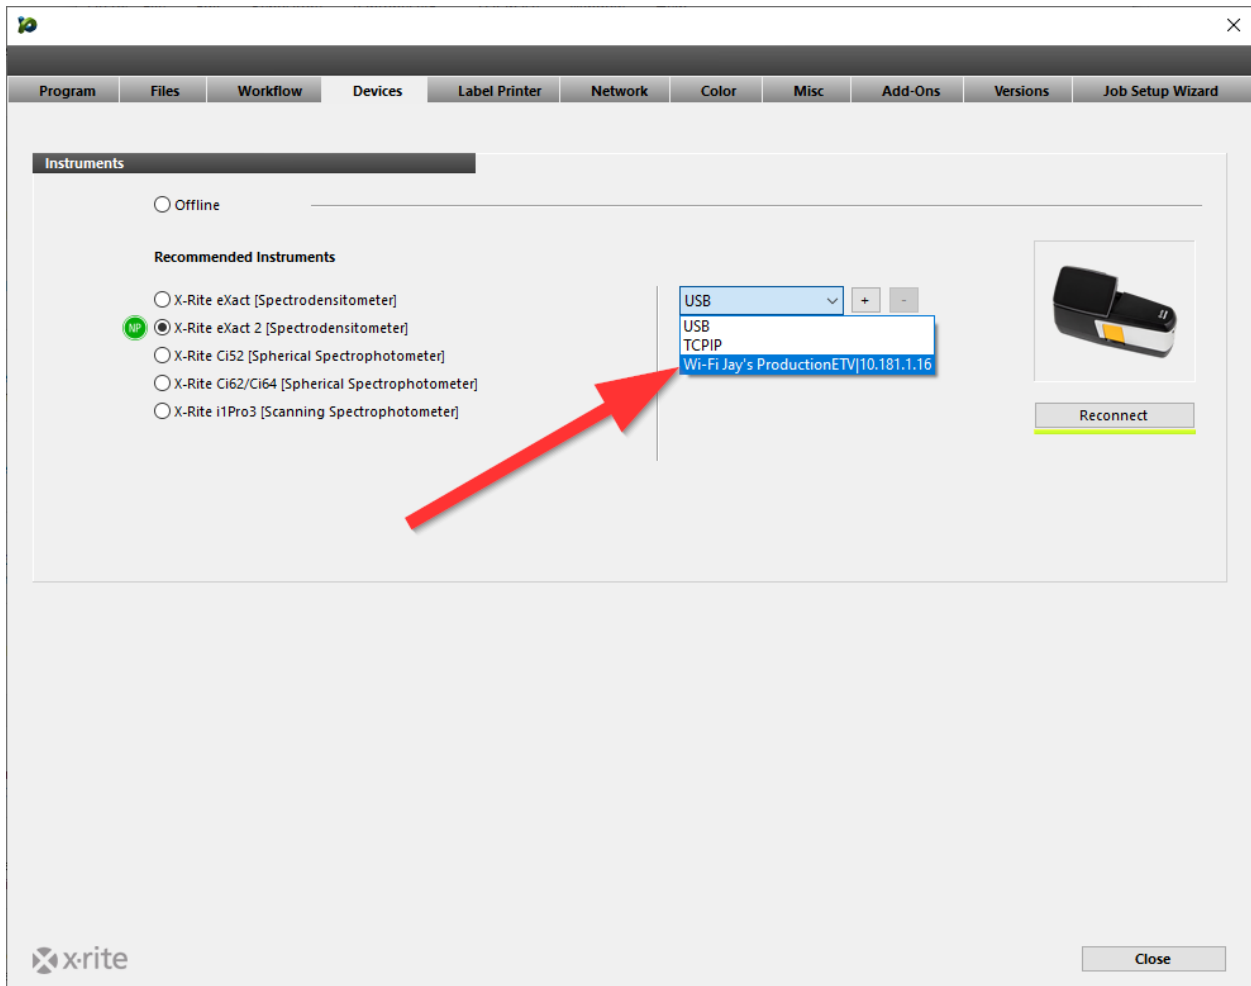 Program Files Workflow Devices Label Printer Network Color Misc Add-Ons Versions Job Setup Wizard
Instruments
Offline
Recommended Instruments
X-Rite eXact [Spectrodensitometer]
NP X-Rite eXact 2 [Spectrodensitometer]
X-Rite Ci52 [Spherical Spectrophotometer]
X-Rite Ci62/Ci64 [Spherical Spectrophotometer]
X-Rite i1Pro3 [Scanning Spectrophotometer]
USB + -
USB
TCPIP
Wi-Fi Jay's ProductionETV|10.181.1.16
Reconnect
x·rite
Close